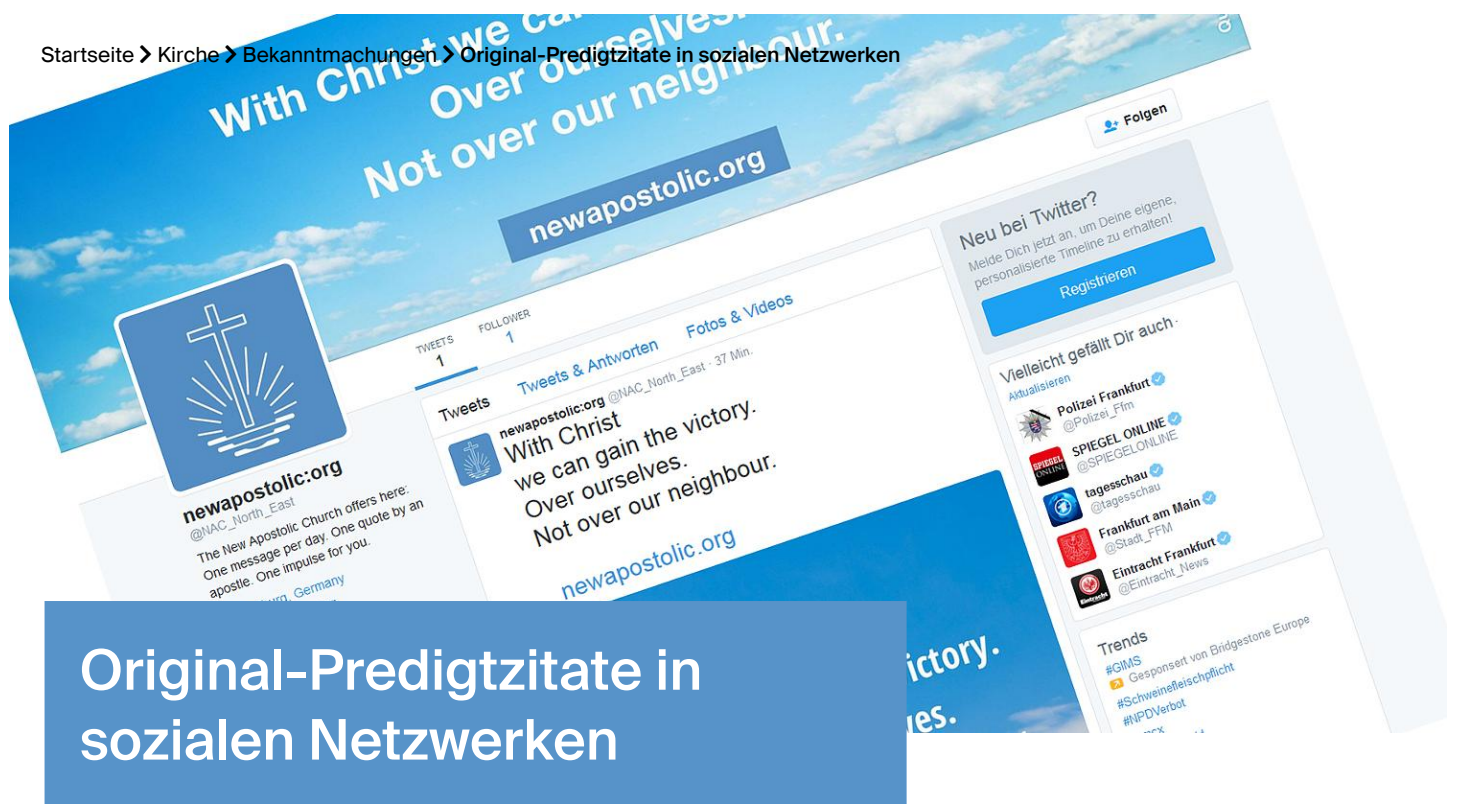 Startseite > Kirche > Bekanntmachungen > Original-Predigtzitate in sozialen Netzwerken
With Christ we can
Over ourselves.
Not over our neighbour.
newapostolic.org
Folgen
TWEETS
1
FOLLOWER
1
newapostolic:org
@NAC_North_East
The New Apostolic Church offers here:
One message per day. One quote by an
apostle. One impulse for you.
Germany
Tweets
Tweets & Antworten
Fotos & Videos
newapostolic:org @NAC_North_East · 37 Min.
With Christ
we can gain the victory.
Over ourselves.
Not over our neighbour.
newapostolic.org
ictory.
ves.
Neu bei Twitter?
Melde Dich jetzt an, um Deine eigene,
personalisierte Timeline zu erhalten!
Registrieren
Vielleicht gefällt Dir auch ·
Aktualisieren
Polizei Frankfurt
@Polizei_Ffm
SPIEGEL
ONLINE
SPIEGEL ONLINE
@SPIEGELONLINE
tagesschau
@tagesschau
Frankfurt am Main
@Stadt_FFM
Eintracht
Eintracht Frankfurt
@Eintracht_News
Trends
#GIMS
Gesponsert von Bridgestone Europe
#Schweinefleischpflicht
#NPDVerbot
Original-Predigtzitate in
sozialen Netzwerken